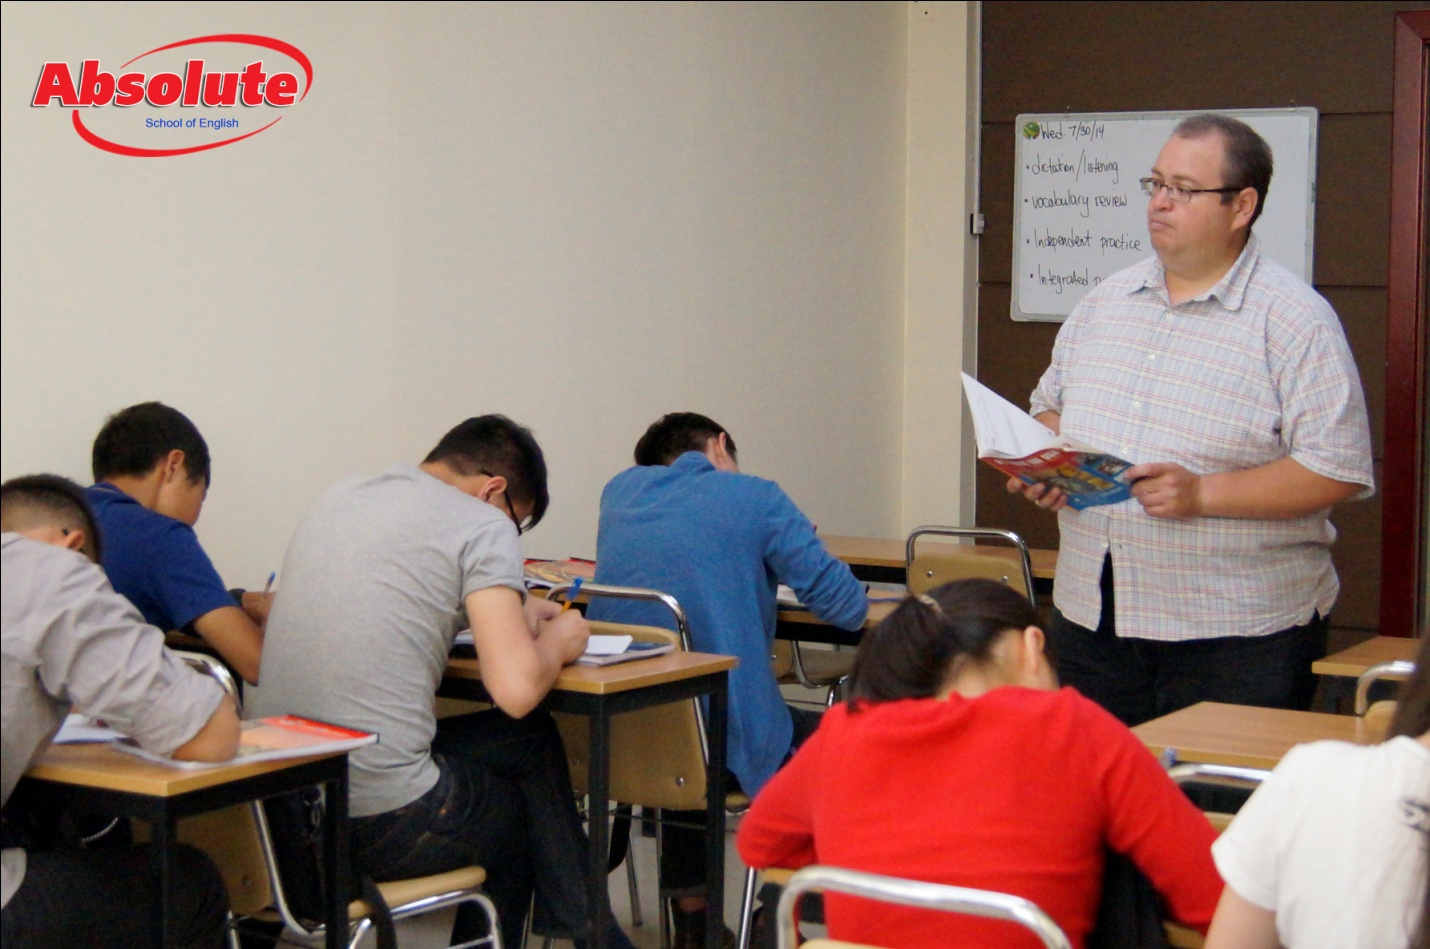 Absolute
School of English
Wed. 7/30/14
• dictation/listening
• vocabulary review
• Independent practice
• Integrated